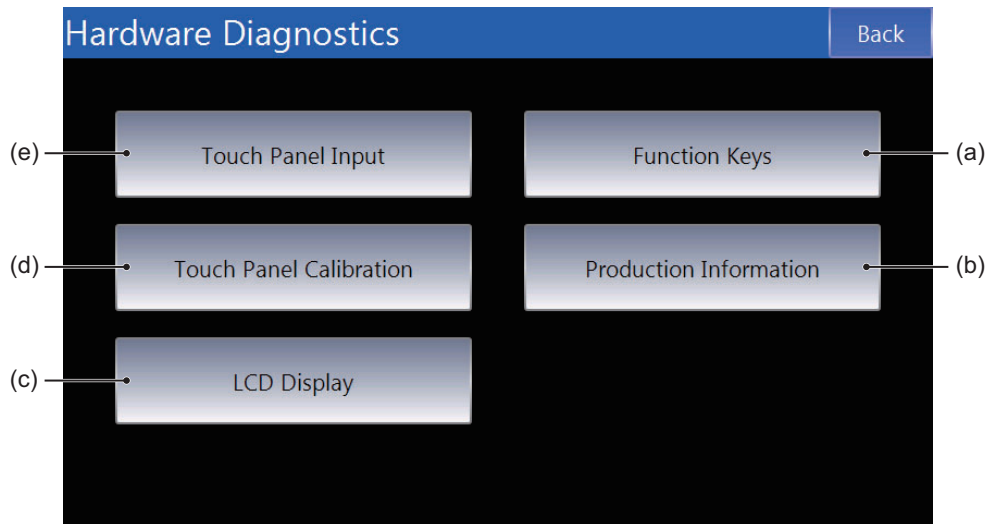 Hardware Diagnostics Back
(e) Touch Panel Input Function Keys (a)
(d) Touch Panel Calibration Production Information (b)
(c) LCD Display